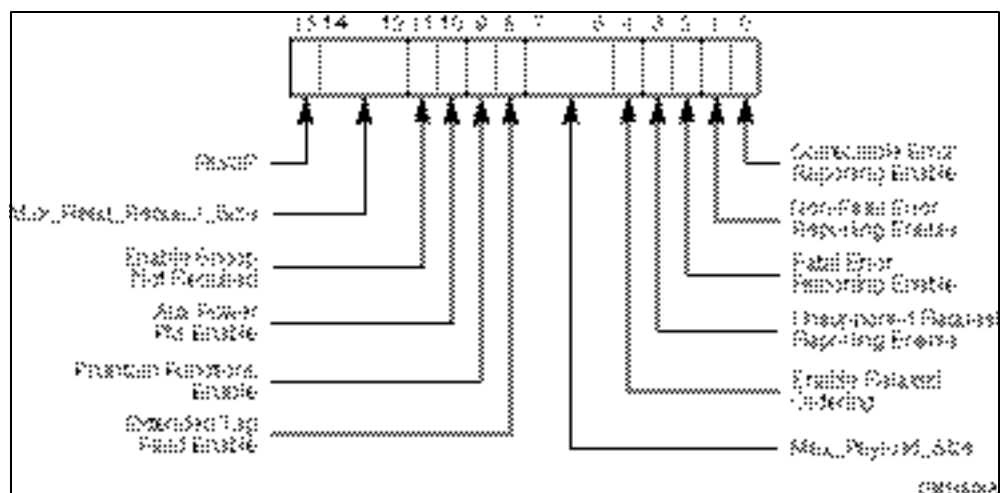 15 14 12 11 10 9 8 7 5 4 3 2 1 0
RsvdP
Max_Read_Request_Size
Enable Snoop
Not Required
Aux Power
PM Enable
Phantom Functions
Enable
Extended Tag
Field Enable
Correctable Error
Reporting Enable
Non-Fatal Error
Reporting Enable
Fatal Error
Reporting Enable
Unsupported Request
Reporting Enable
Enable Relaxed
Ordering
Max_Payload_Size